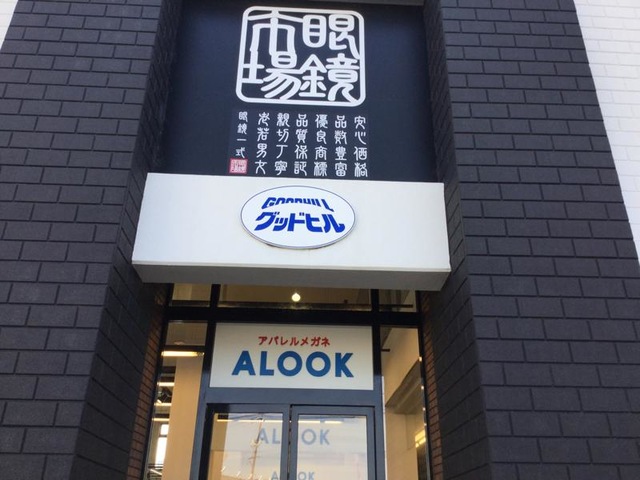 眼鏡
市場
安心価格
品数豊富
優良商標
品質保証
親切丁寧
老若男女
眼鏡一式
GOODHILL
グッドヒル
アパレルメガネ
ALOOK
ALOOK
ALOOK